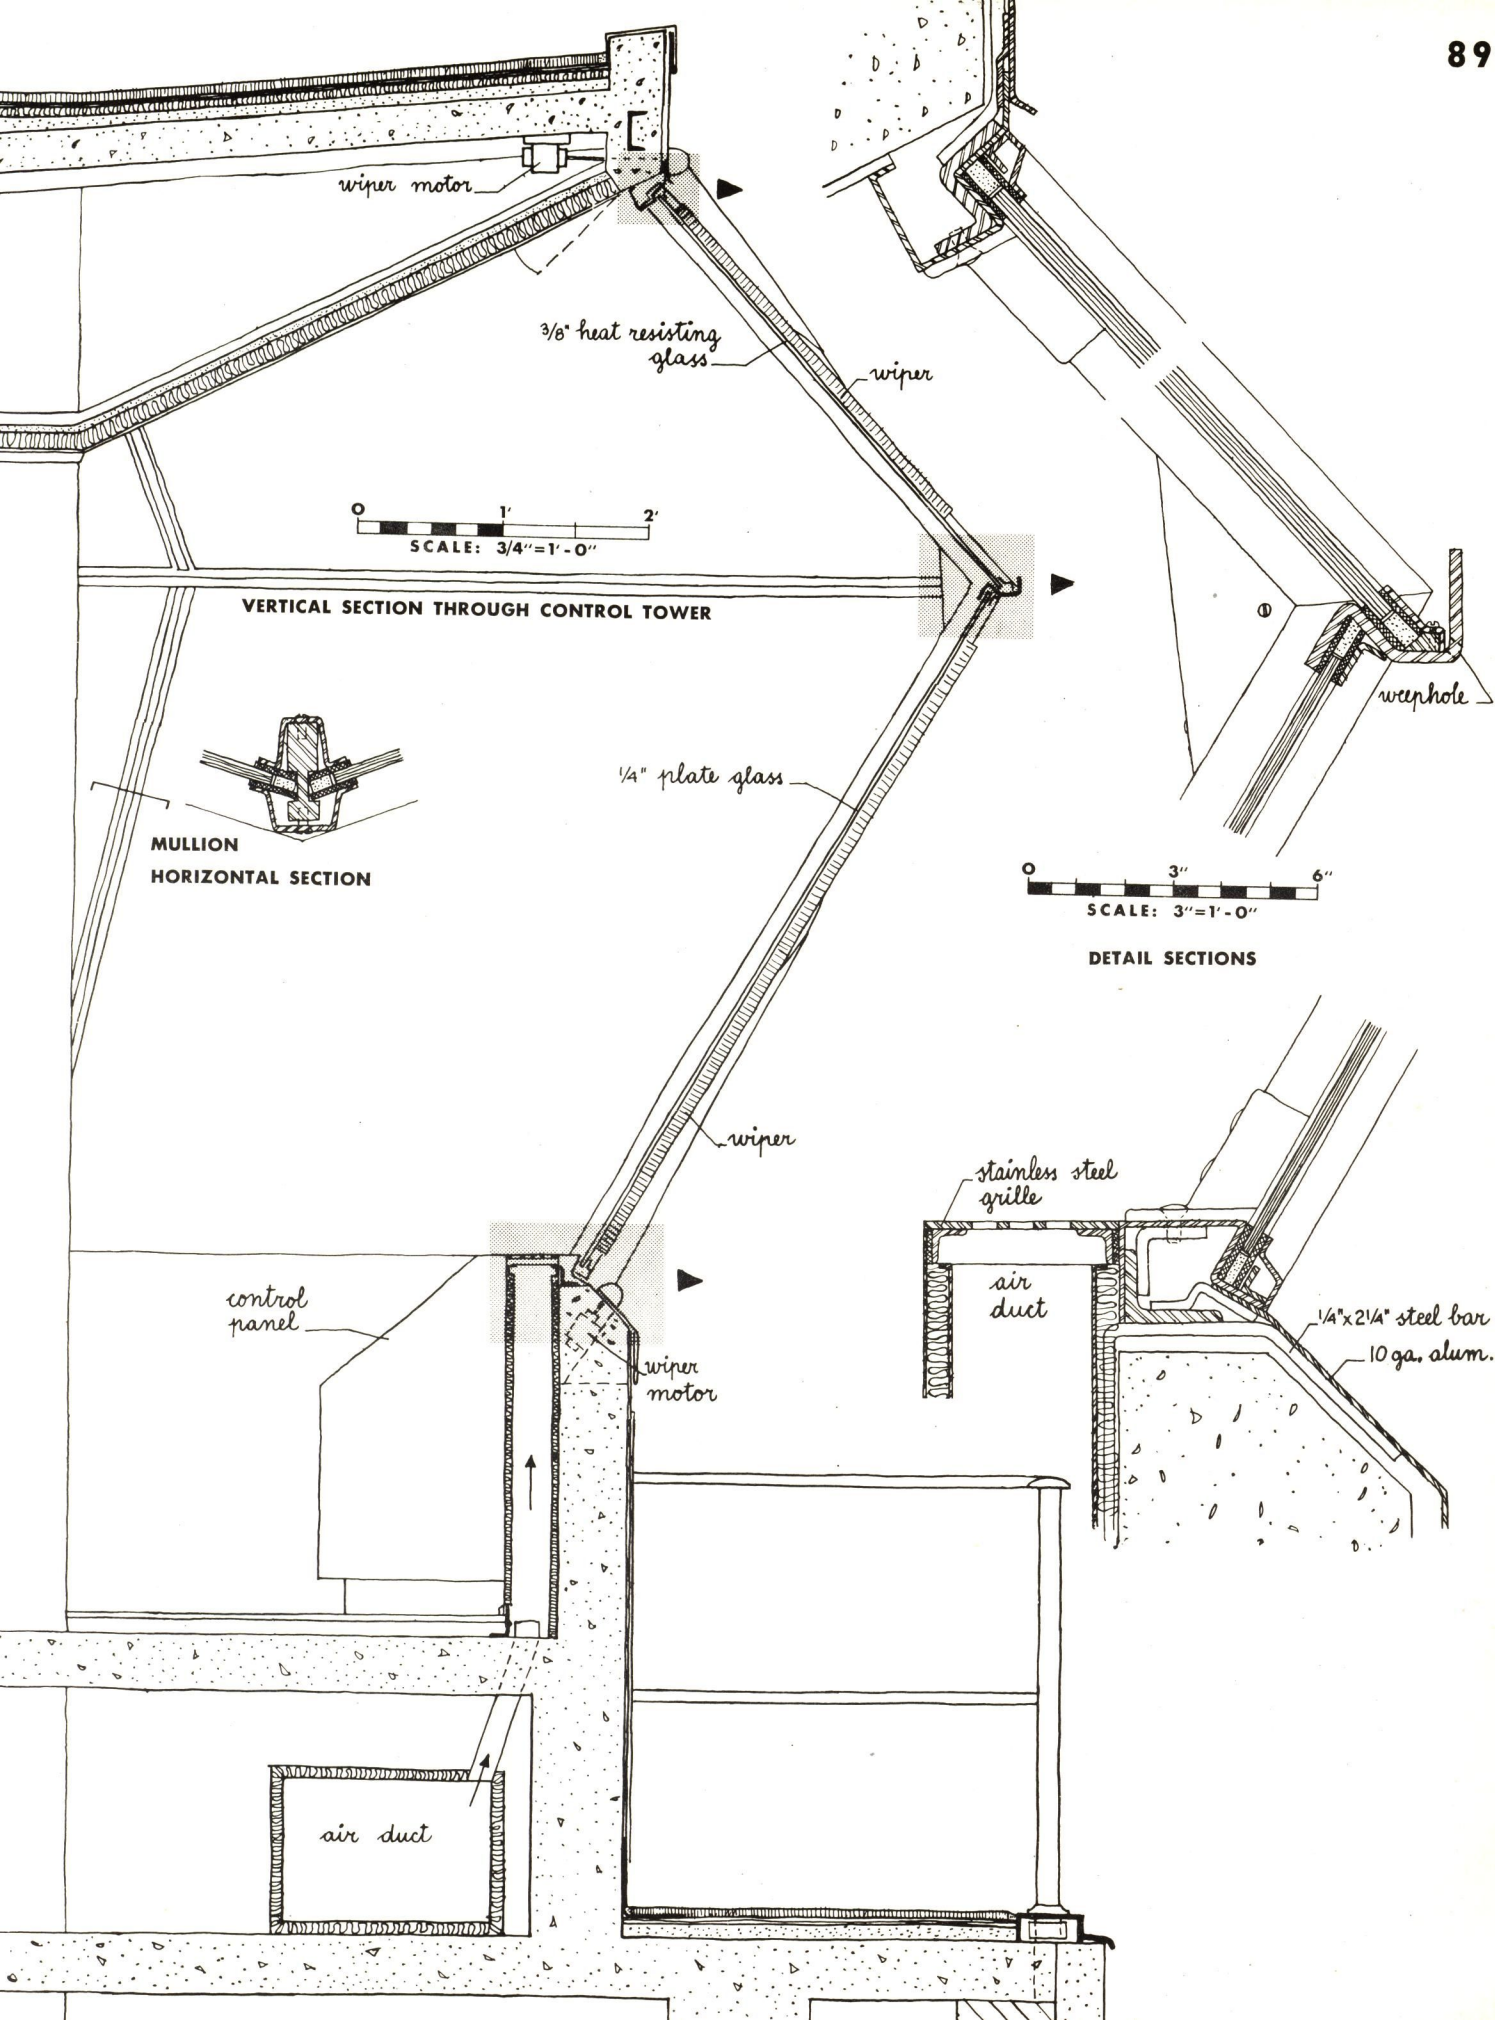 89
wiper motor
3/8" heat resisting
glass
wiper
0 1' 2'
SCALE: 3/4"=1'-0"
VERTICAL SECTION THROUGH CONTROL TOWER
weephole
1/4" plate glass
MULLION
HORIZONTAL SECTION
0 3" 6"
SCALE: 3"=1'-0"
DETAIL SECTIONS
wiper
stainless steel
grille
air
duct
control
panel
1/4"x2 1/4" steel bar
10 ga. alum.
wiper
motor
air duct